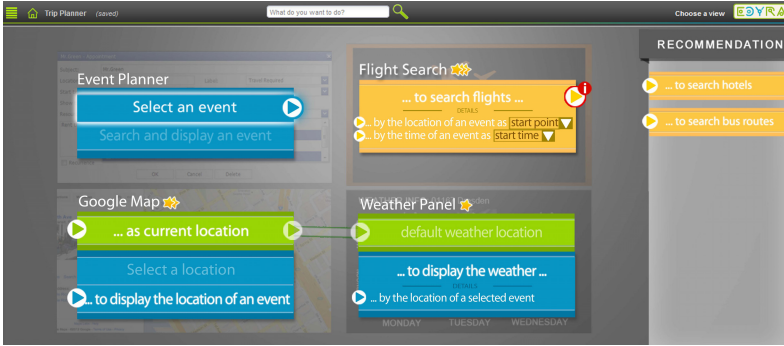 Trip Planner (saved)
What do you want to do?
Choose a view
RECOMMENDATION
Event Planner
Select an event
Search and display an event
OK Cancel Delete
Flight Search
... to search flights ...
DETAILS
... by the location of an event as start point
... by the time of an event as start time
... to search hotels
... to search bus routes
Google Map
... as current location
Select a location
... to display the location of an event
Weather Panel
default weather location
... to display the weather ...
DETAILS
... by the location of a selected event
MONDAY TUESDAY WEDNESDAY